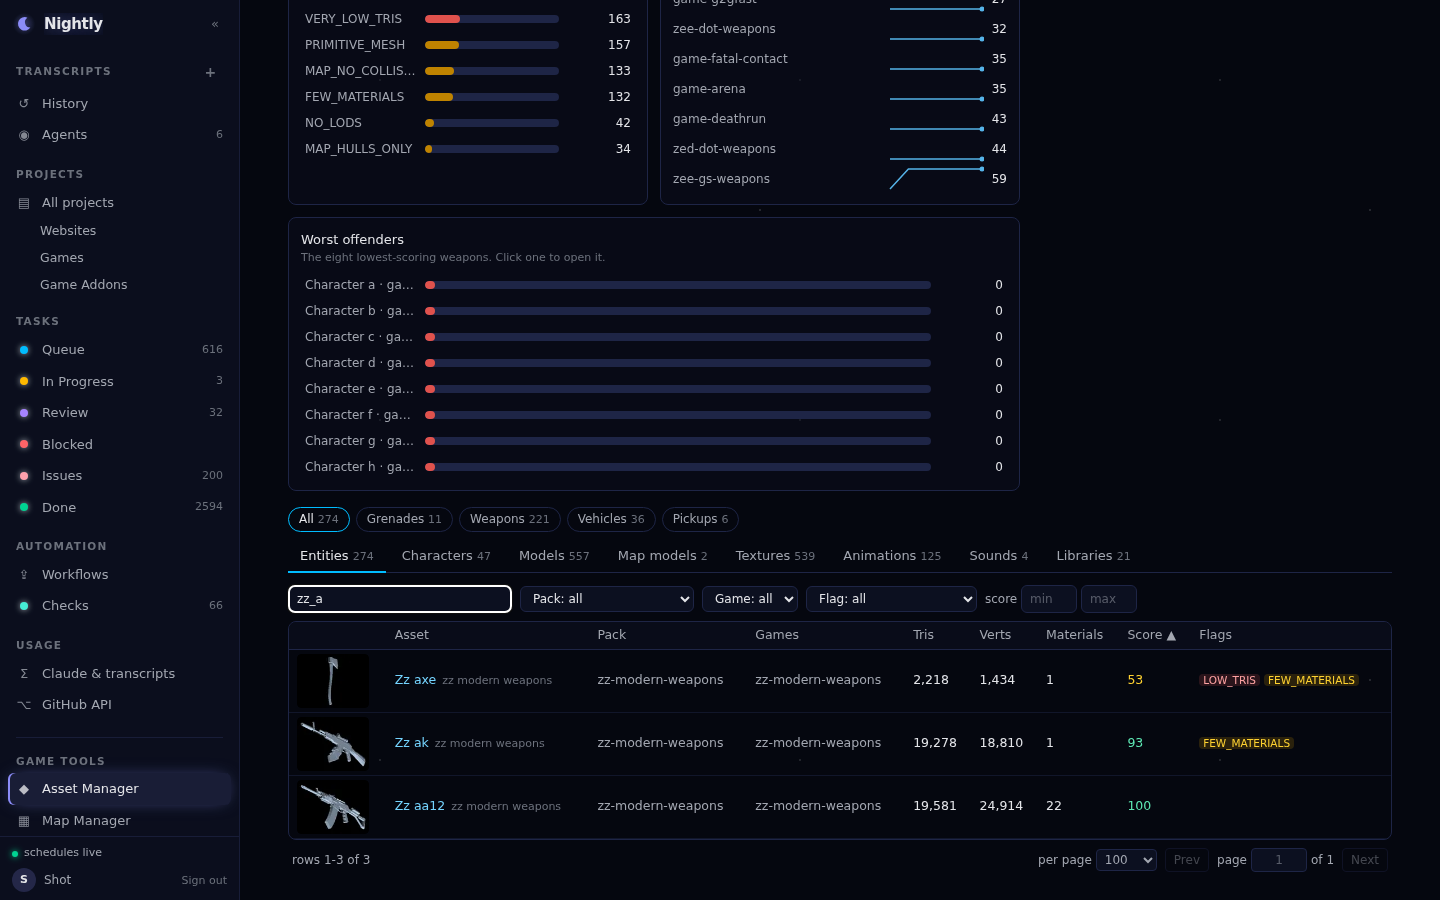 Nightly «
TRANSCRIPTS +
History
Agents 6
PROJECTS
All projects
Websites
Games
Game Addons
TASKS
Queue 616
In Progress 3
Review 32
Blocked
Issues 200
Done 2594
AUTOMATION
Workflows
Checks 66
USAGE
Σ Claude & transcripts
GitHub API
GAME TOOLS
Asset Manager
Map Manager
schedules live
S Shot Sign out
VERY_LOW_TRIS 163
PRIMITIVE_MESH 157
MAP_NO_COLLIS... 133
FEW_MATERIALS 132
NO_LODS 42
MAP_HULLS_ONLY 34
zee-dot-weapons 32
game-fatal-contact 35
game-arena 35
game-deathrun 43
zed-dot-weapons 44
zee-gs-weapons 59
Worst offenders
The eight lowest-scoring weapons. Click one to open it.
Character a · ga... 0
Character b · ga... 0
Character c · ga... 0
Character d · ga... 0
Character e · ga... 0
Character f · ga... 0
Character g · ga... 0
Character h · ga... 0
All 274 Grenades 11 Weapons 221 Vehicles 36 Pickups 6
Entities 274 Characters 47 Models 557 Map models 2 Textures 539 Animations 125 Sounds 4 Libraries 21
zz_a Pack: all Game: all Flag: all score min max
Asset Pack Games Tris Verts Materials Score ▲ Flags
Zz axe zz modern weapons zz-modern-weapons zz-modern-weapons 2,218 1,434 1 53 LOW_TRIS FEW_MATERIALS
Zz ak zz modern weapons zz-modern-weapons zz-modern-weapons 19,278 18,810 1 93 FEW_MATERIALS
Zz aa12 zz modern weapons zz-modern-weapons zz-modern-weapons 19,581 24,914 22 100
rows 1-3 of 3 per page 100 Prev page 1 of 1 Next